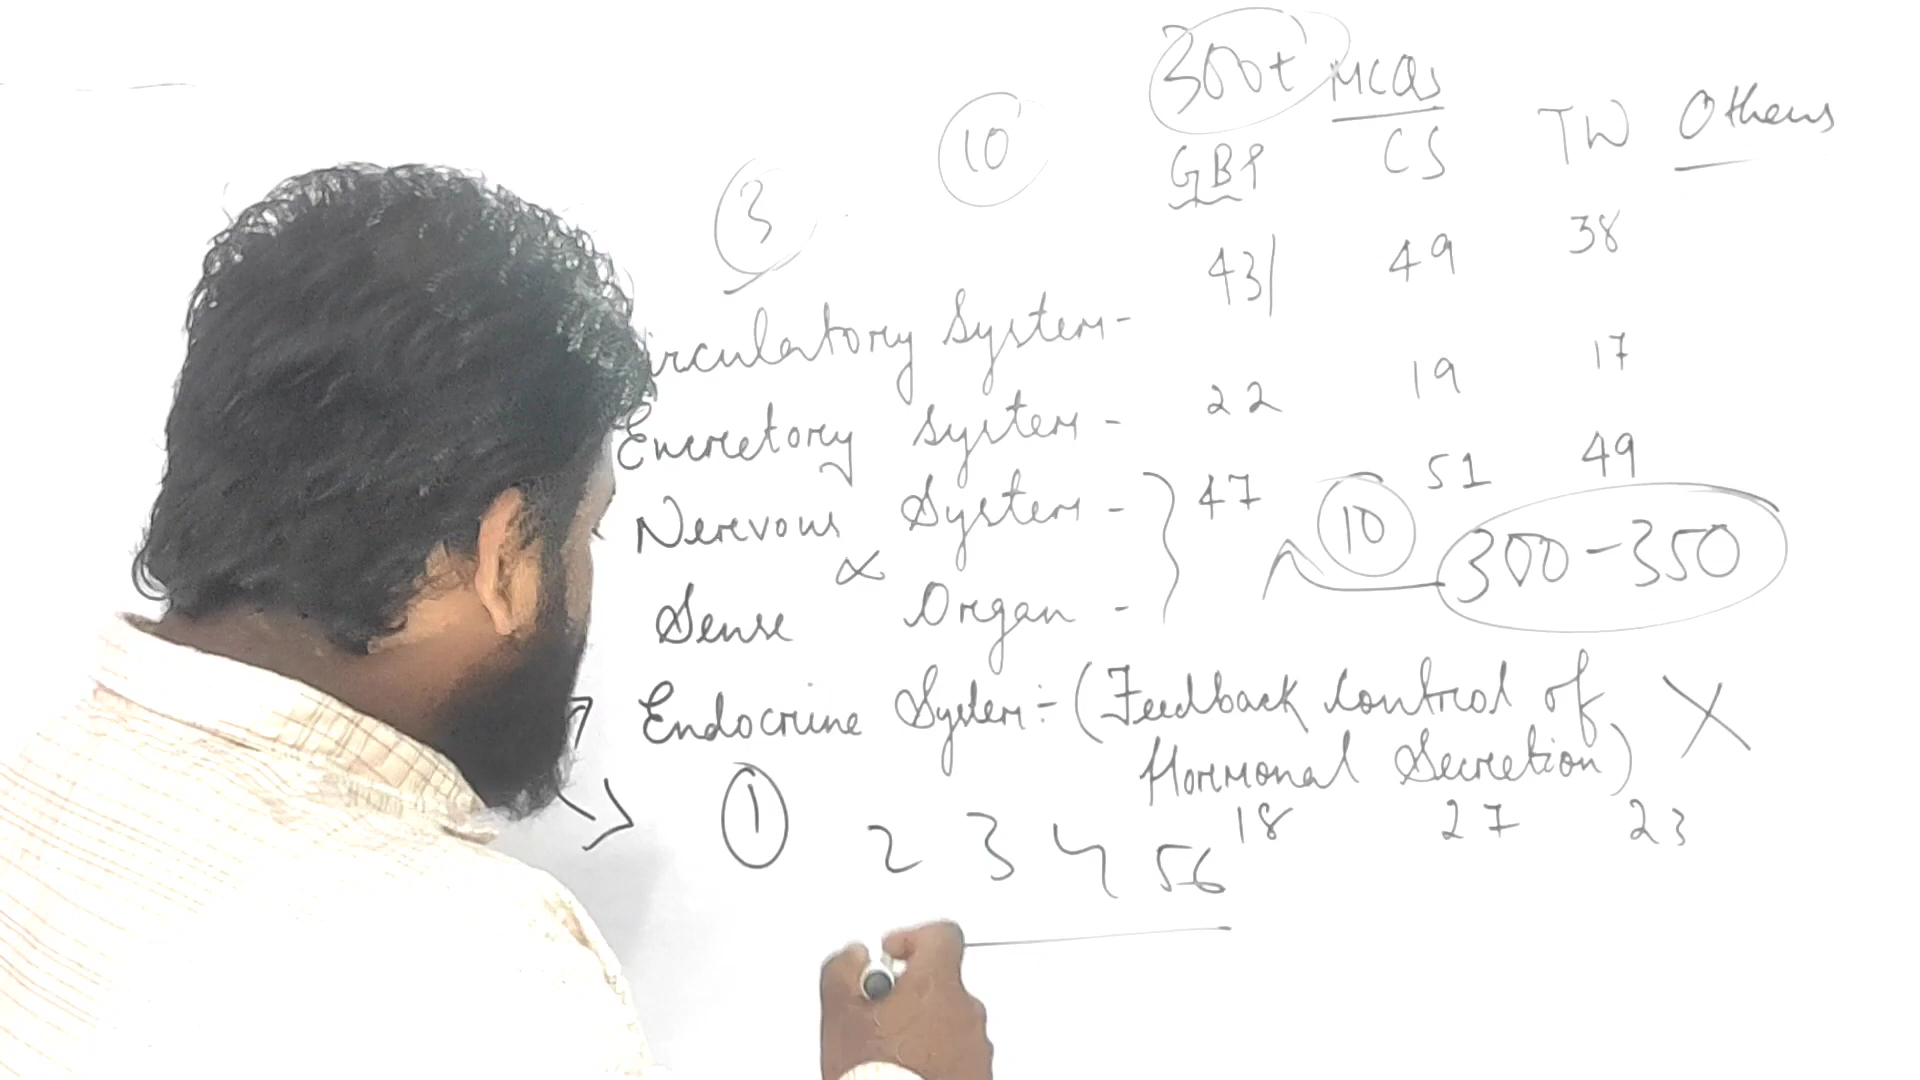 300+ MCQs
3 10 GBP CS TW Others
43 49 38
irculatory System-
22 19 17
Excretory System -
Nervous System - 47 51 49
&
10 300-350
Sense Organ -
Endocrine System :- (Feedback Control of X
Hormonal Secretion)
18 27 23
1 2 3 4 56